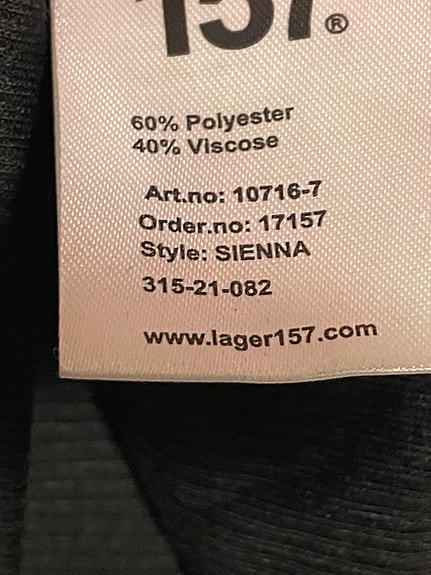 157®
60% Polyester
40% Viscose
Art.no: 10716-7
Order.no: 17157
Style: SIENNA
315-21-082
www.lager157.com